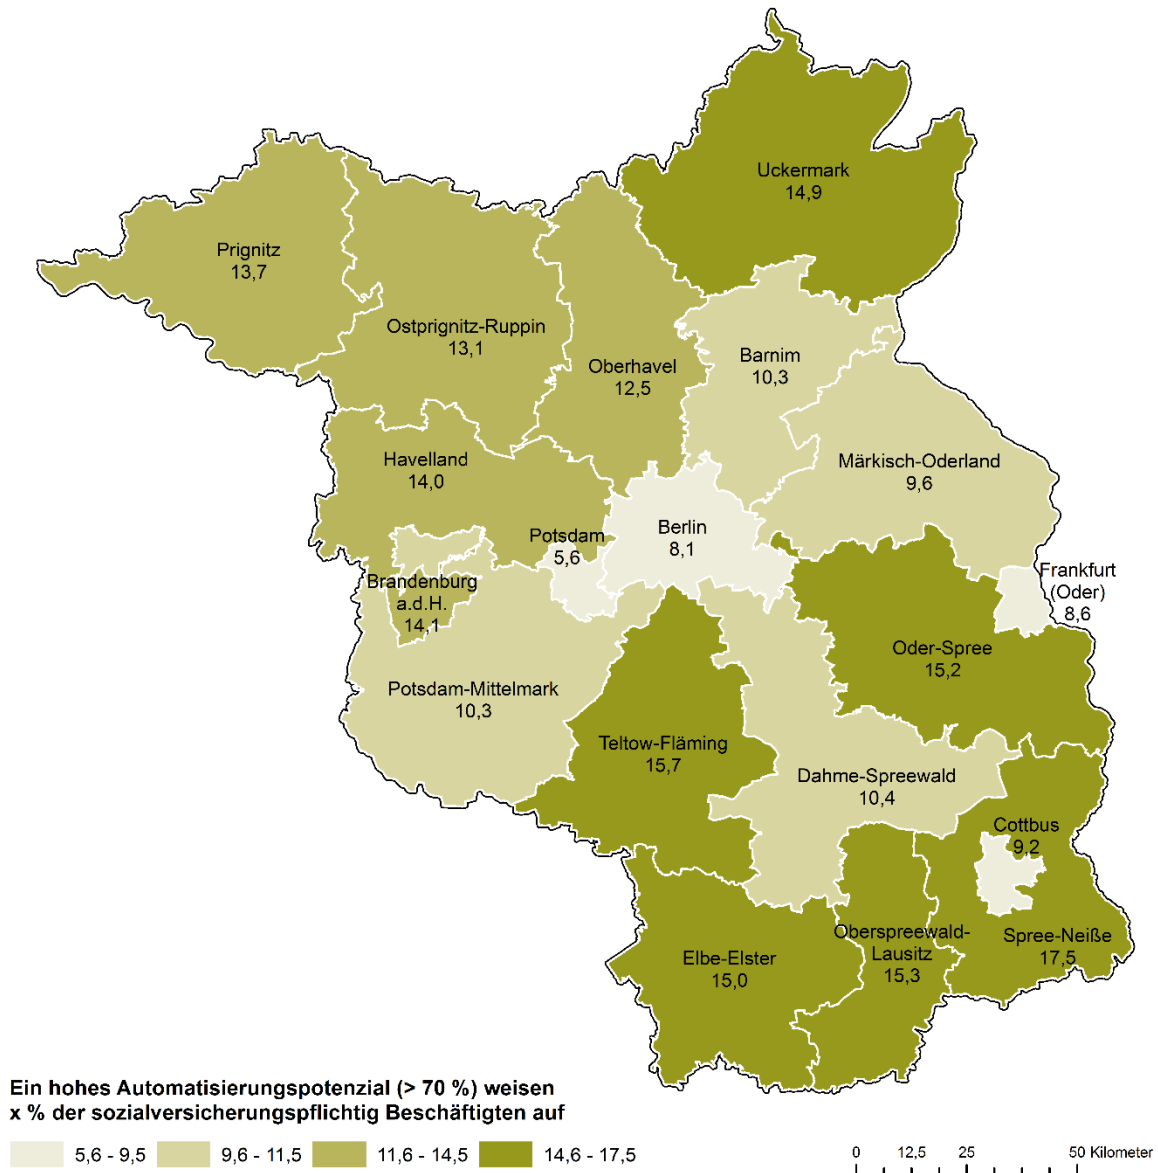 Uckermark
14,9
Prignitz
13,7
Ostprignitz-Ruppin
13,1
Oberhavel
12,5
Barnim
10,3
Havelland
14,0
Märkisch-Oderland
9,6
Potsdam
5,6
Berlin
8,1
Brandenburg
a.d.H.
14,1
Frankfurt
(Oder)
8,6
Oder-Spree
15,2
Potsdam-Mittelmark
10,3
Teltow-Fläming
15,7
Dahme-Spreewald
10,4
Cottbus
9,2
Oberspreewald-
Lausitz
15,3
Spree-Neiße
17,5
Elbe-Elster
15,0
Ein hohes Automatisierungspotenzial (> 70 %) weisen
x % der sozialversicherungspflichtig Beschäftigten auf
5,6 - 9,5 9,6 - 11,5 11,6 - 14,5 14,6 - 17,5
0 12,5 25 50 Kilometer